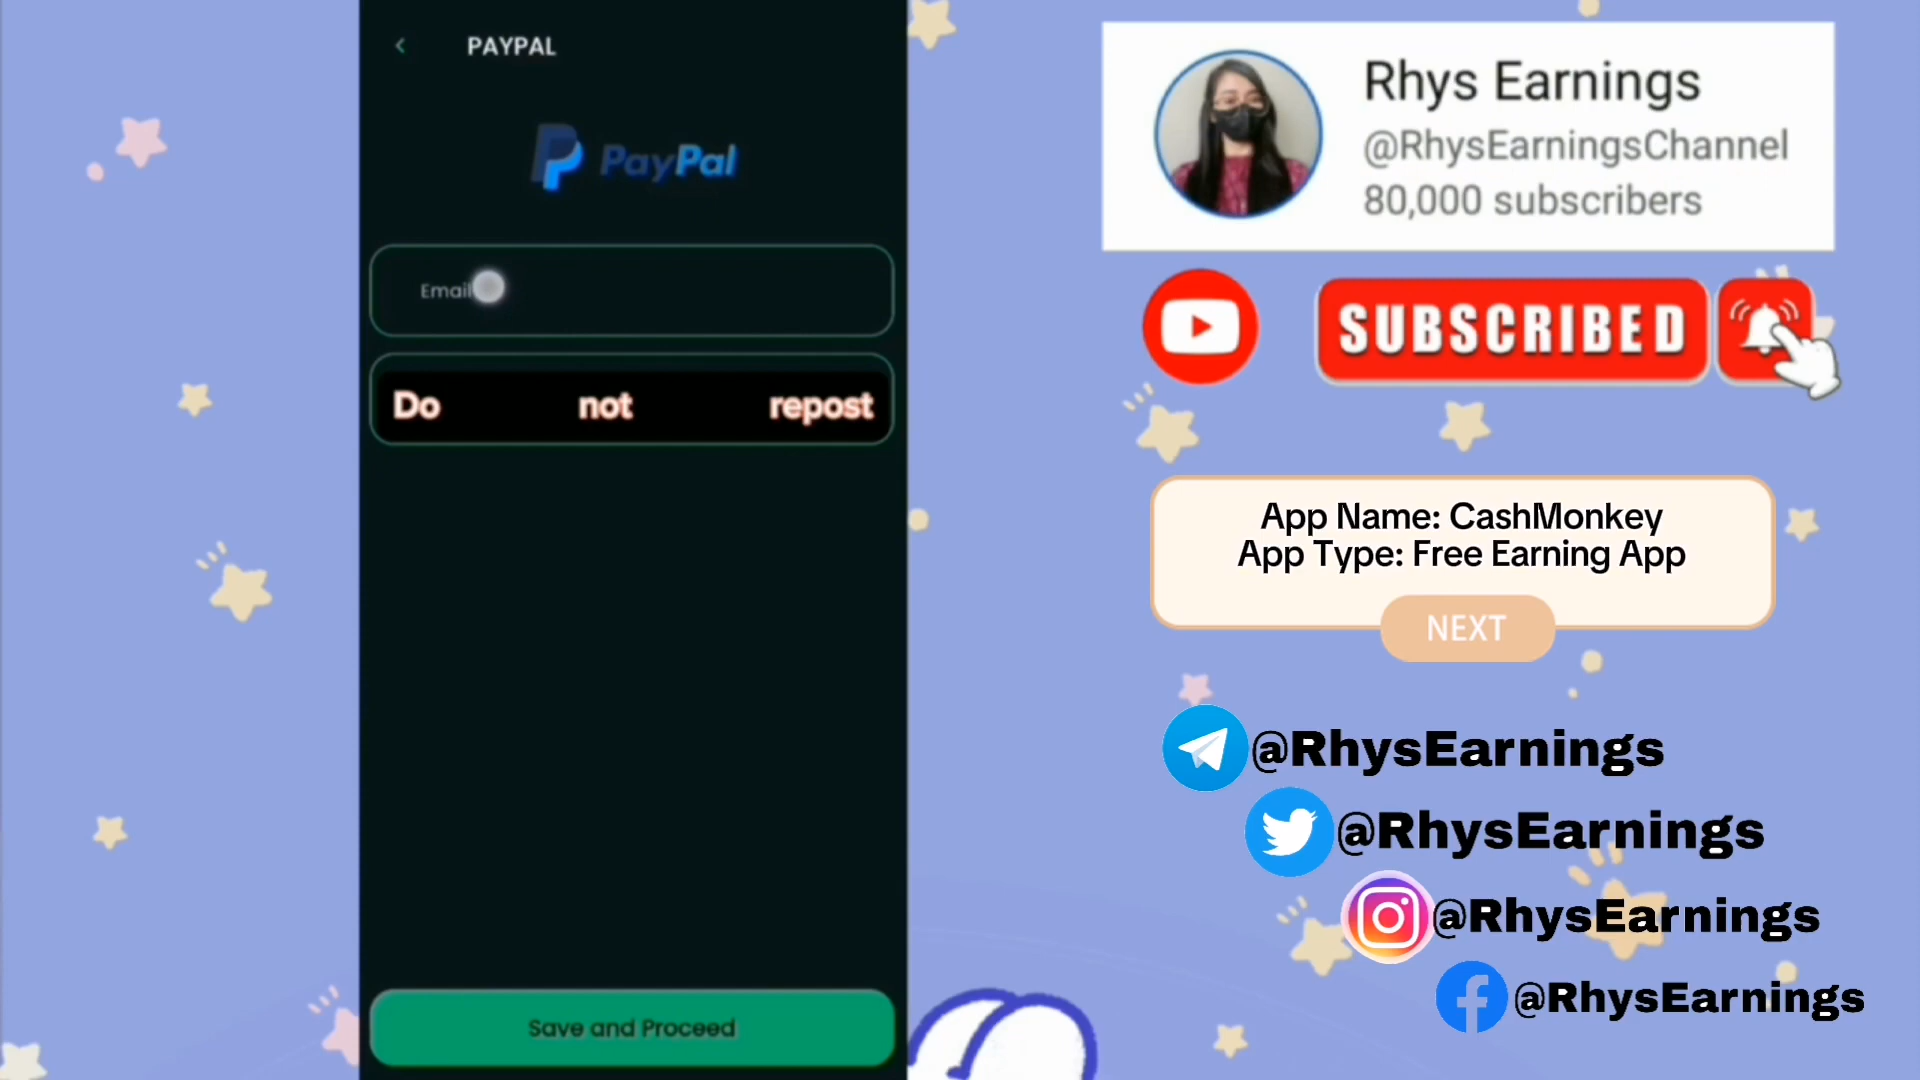 PAYPAL
PayPal
Email
Do not repost
Save and Proceed
Rhys Earnings
@RhysEarningsChannel
80,000 subscribers
SUBSCRIBED
App Name: CashMonkey
App Type: Free Earning App
NEXT
@RhysEarnings
@RhysEarnings
@RhysEarnings
@RhysEarnings